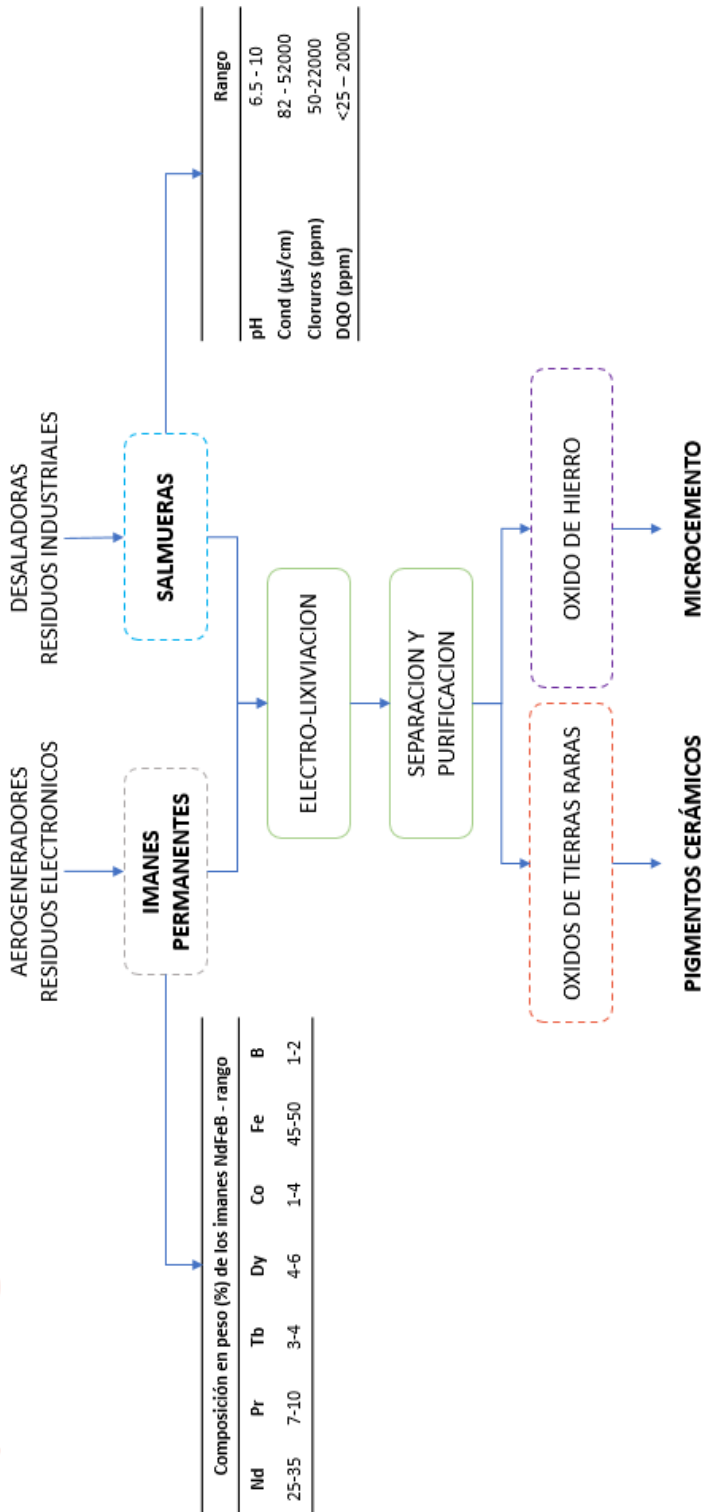 AEROGENERADORES
RESIDUOS ELECTRONICOS
DESALADORAS
RESIDUOS INDUSTRIALES
IMANES
PERMANENTES
SALMUERAS
Composición en peso (%) de los imanes NdFeB - rango
Nd Pr Tb Dy Co Fe B
25-35 7-10 3-4 4-6 1-4 45-50 1-2
Rango
pH 6.5 - 10
Cond (µs/cm) 82 - 52000
Cloruros (ppm) 50-22000
DQO (ppm) <25 – 2000
ELECTRO-LIXIVIACION
SEPARACION Y
PURIFICACION
OXIDOS DE TIERRAS RARAS
OXIDO DE HIERRO
PIGMENTOS CERÁMICOS
MICROCEMENTO